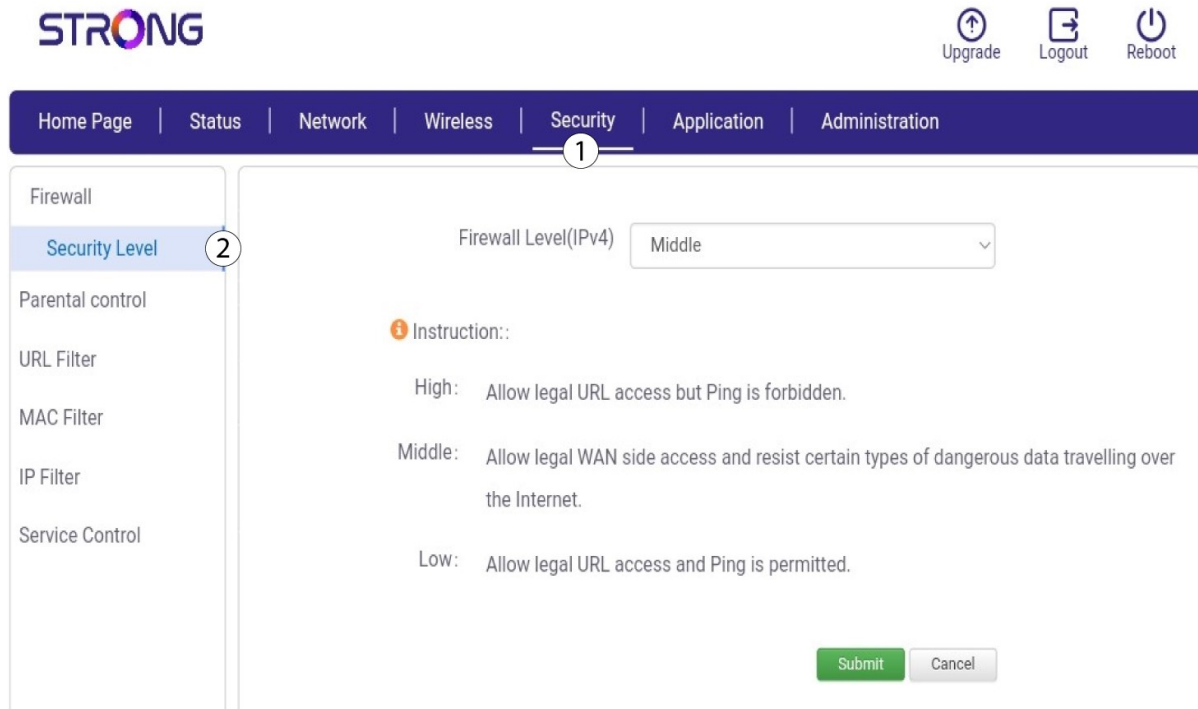 STRONG
Upgrade Logout Reboot
Home Page | Status | Network | Wireless | Security | Application | Administration
1
Firewall
Security Level 2
Firewall Level(IPv4) Middle
Parental control
URL Filter
MAC Filter
IP Filter
Service Control
Instruction::
High: Allow legal URL access but Ping is forbidden.
Middle: Allow legal WAN side access and resist certain types of dangerous data travelling over
the Internet.
Low: Allow legal URL access and Ping is permitted.
Submit Cancel